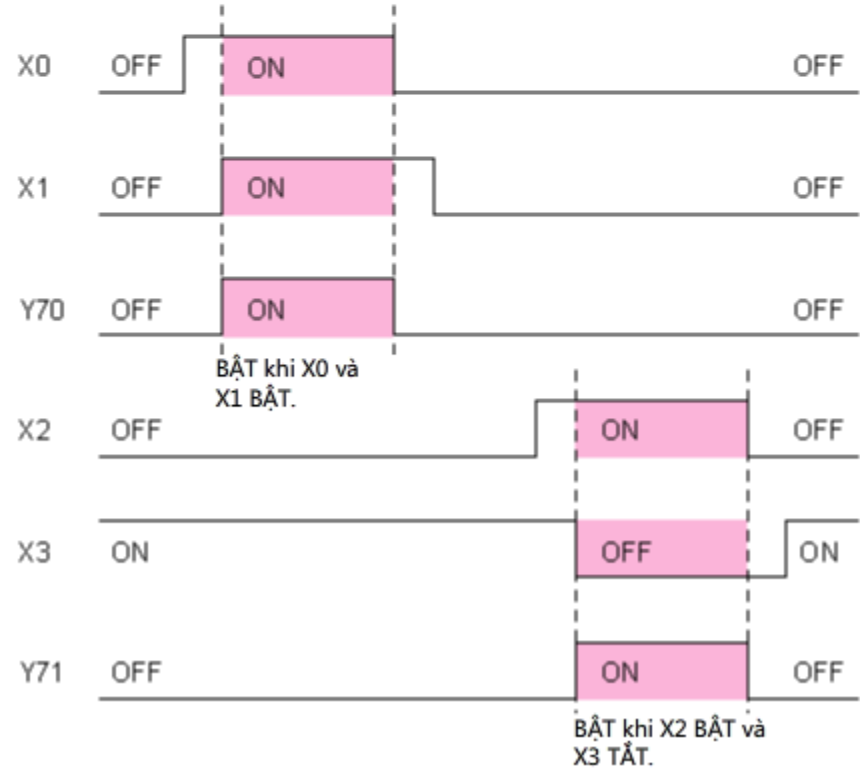 X0 OFF ON OFF
X1 OFF ON OFF
Y70 OFF ON OFF
BẬT khi X0 và
X1 BẬT.
X2 OFF ON OFF
X3 ON OFF ON
Y71 OFF ON OFF
BẬT khi X2 BẬT và
X3 TẮT.